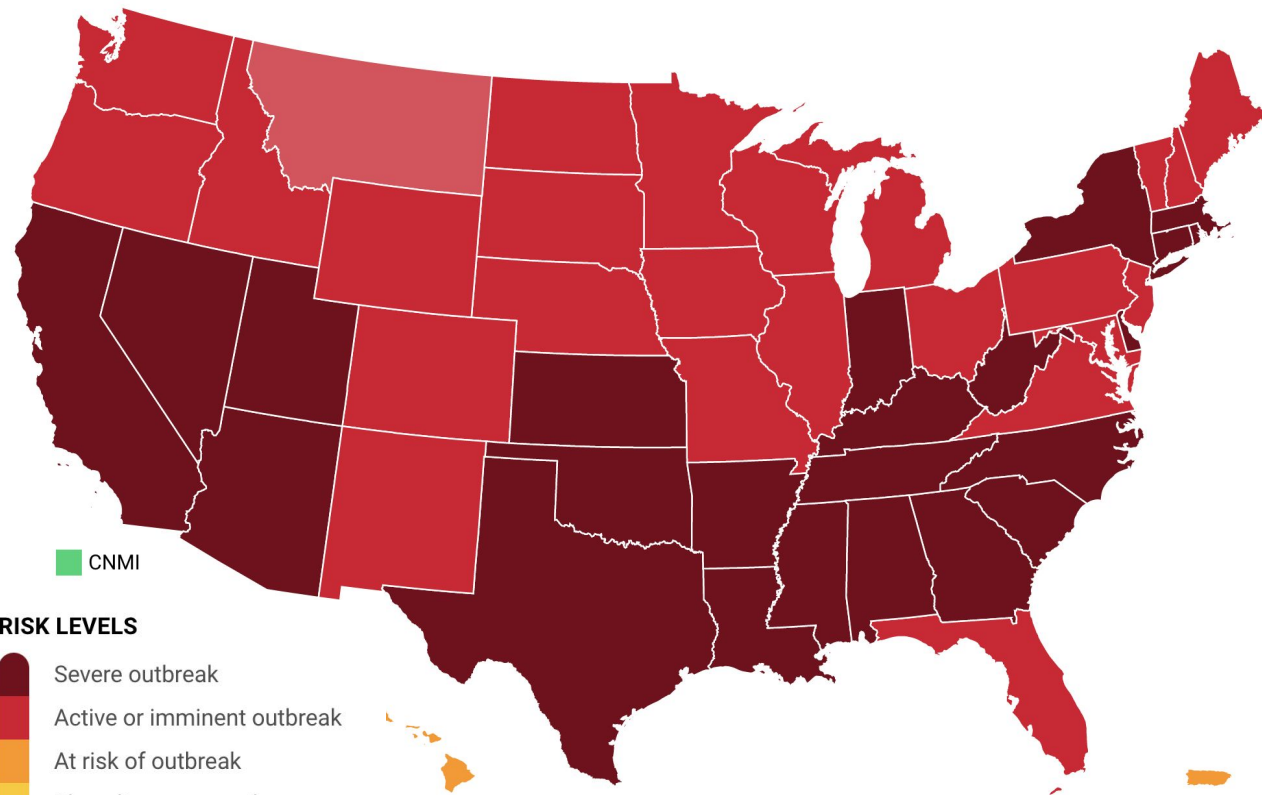 CNMI
RISK LEVELS
Severe outbreak
Active or imminent outbreak
At risk of outbreak